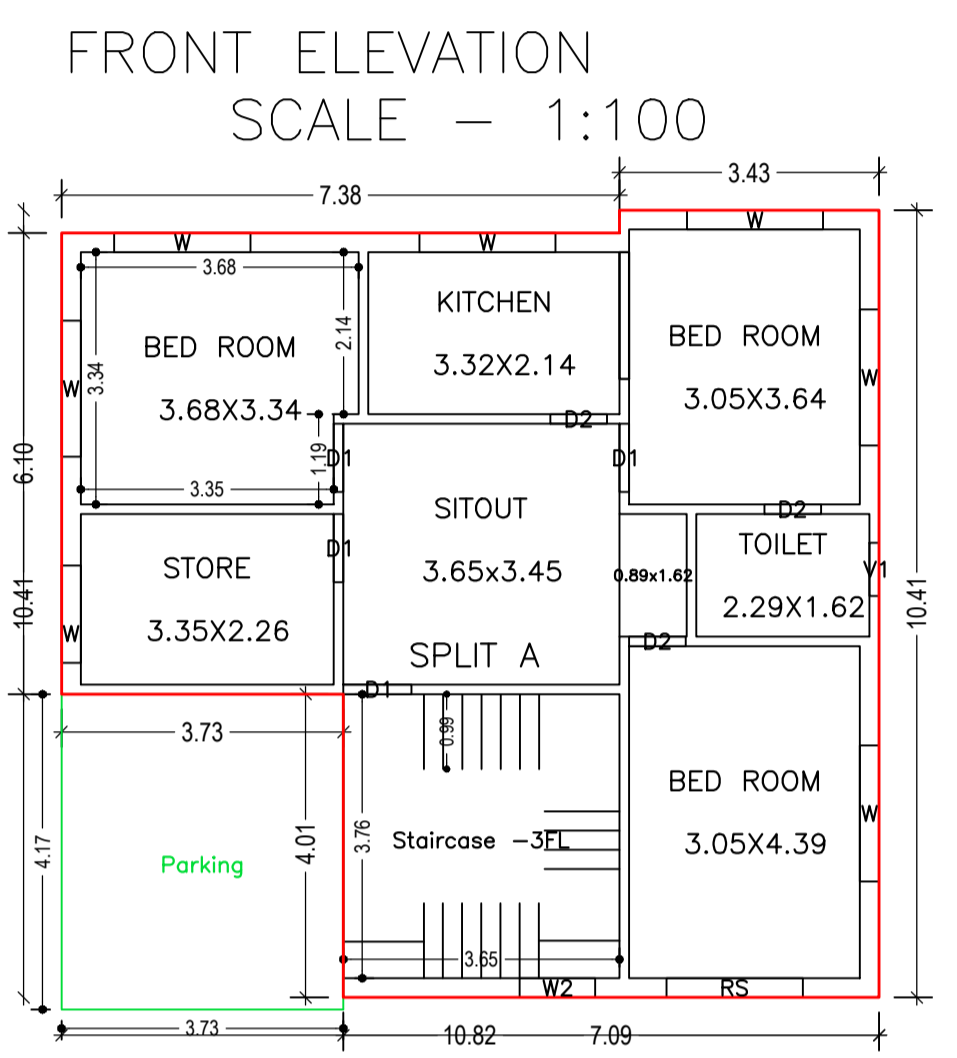 FRONT ELEVATION
SCALE - 1:100
3.43
7.38
W
W
W
3.68
KITCHEN
2.14
BED ROOM
BED ROOM
3.34
3.32X2.14
W
W
3.68X3.34
3.05X3.64
D2
6.10
1.19
D1
D1
3.35
SITOUT
D2
D1
TOILET
STORE
3.65x3.45
0.89x1.62
V1
10.41
10.41
2.29X1.62
3.35X2.26
W
D2
SPLIT A
D1
3.73
0.99
BED ROOM
W
4.17
4.01
3.76
Staircase -3FL
3.05X4.39
Parking
3.65
W2
RS
3.73
10.82
7.09